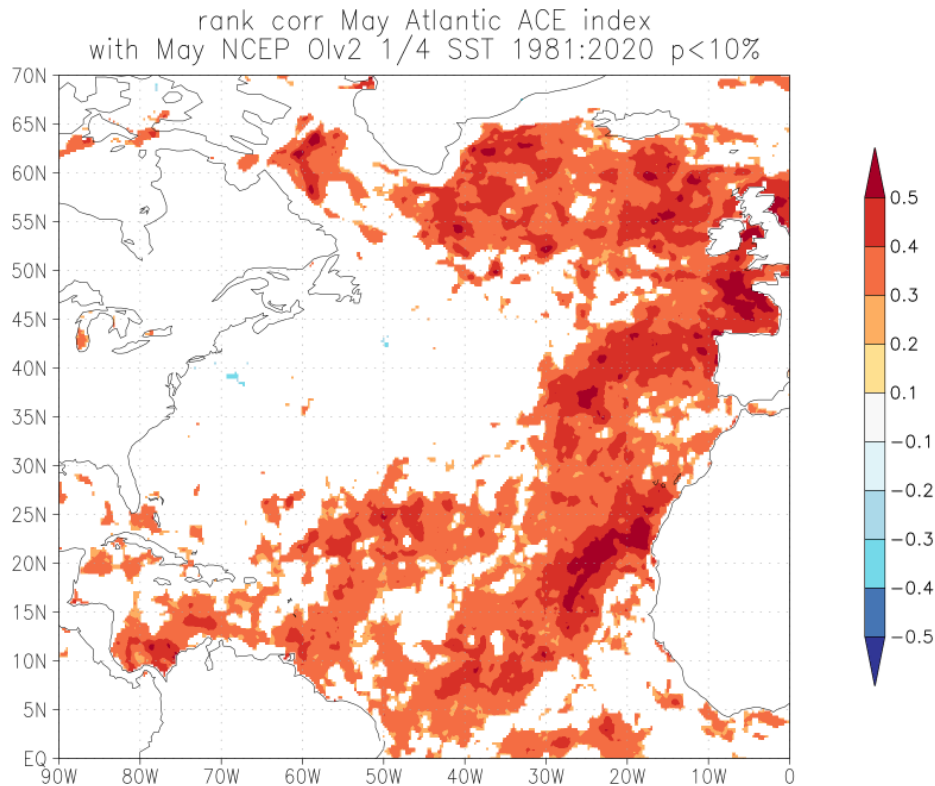 rank corr May Atlantic ACE index
with May NCEP OIv2 1/4 SST 1981:2020 p<10%
70N
65N
60N
55N
50N
45N
40N
35N
30N
25N
20N
15N
10N
5N
EQ
90W 80W 70W 60W 50W 40W 30W 20W 10W 0
0.5
0.4
0.3
0.2
0.1
-0.1
-0.2
-0.3
-0.4
-0.5